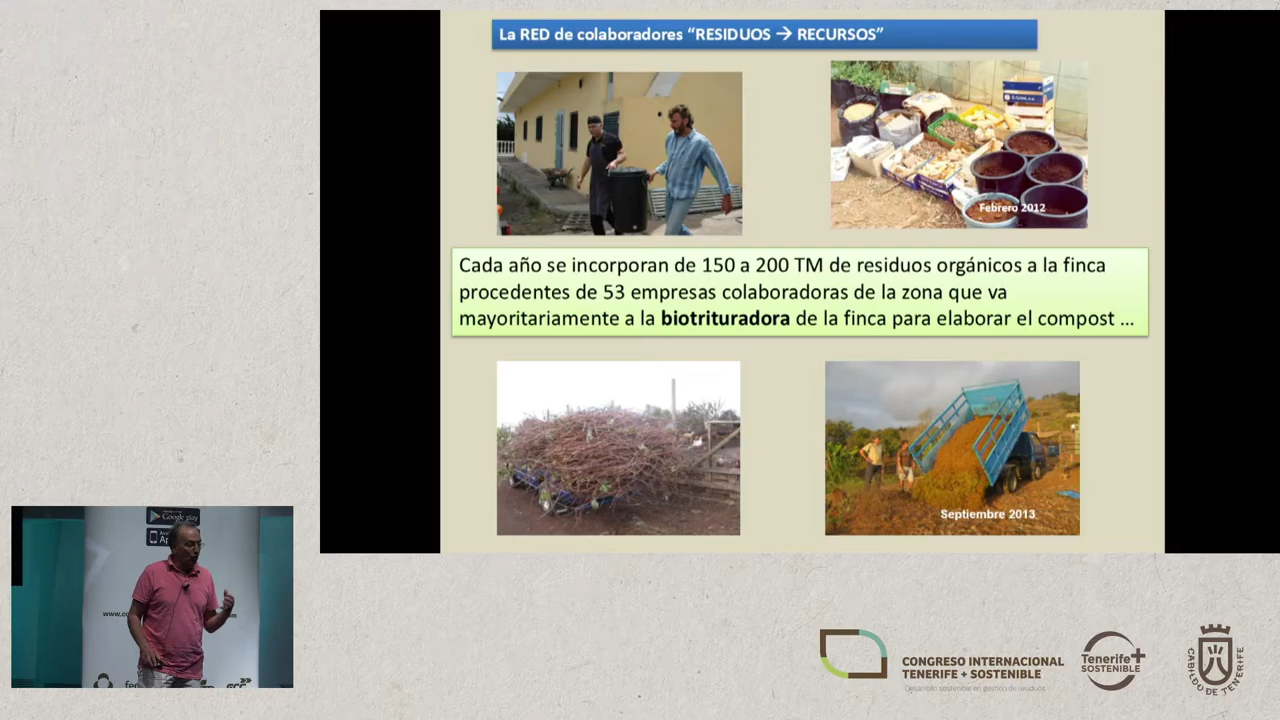 La RED de colaboradores “RESIDUOS → RECURSOS”
Febrero 2012
Cada año se incorporan de 150 a 200 TM de residuos orgánicos a la finca
procedentes de 53 empresas colaboradoras de la zona que va
mayoritariamente a la biotrituradora de la finca para elaborar el compost ...
Septiembre 2013
Google play
CONGRESO INTERNACIONAL
TENERIFE + SOSTENIBLE
Desarrollo sostenible en gestión de residuos
Tenerife+
SOSTENIBLE
CABILDO DE TENERIFE